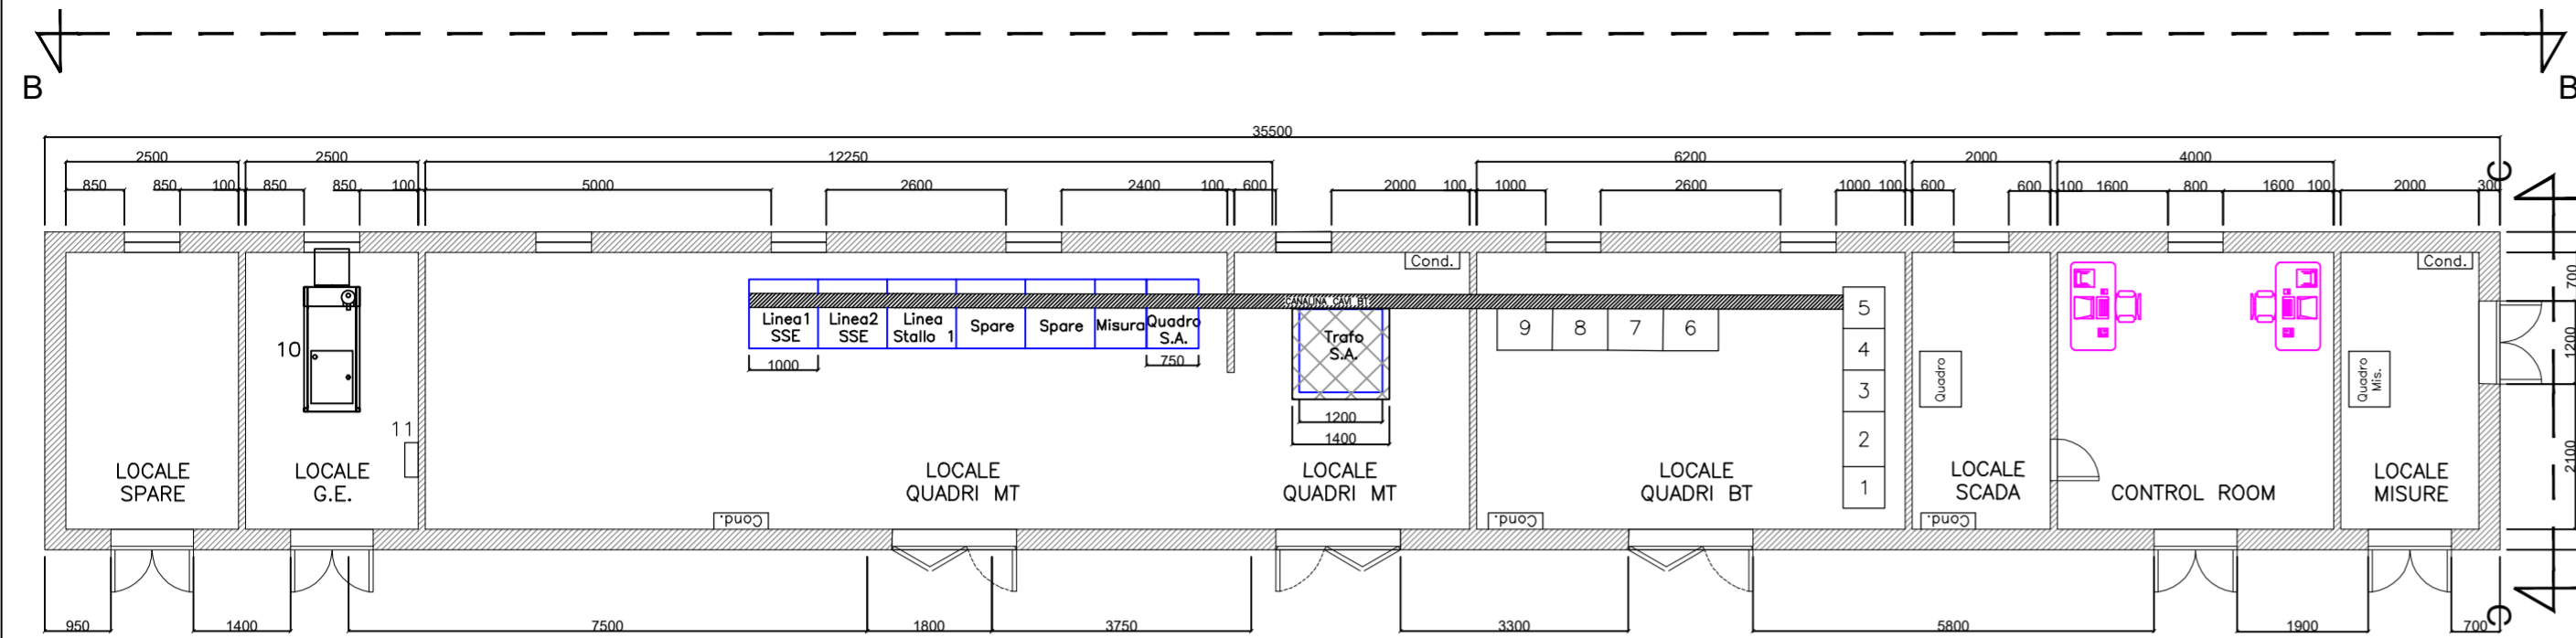 B
B
35500
2500
2500
12250
6200
2000
4000
850
850
100
850
850
100
5000
2600
2400
100
600
2000
100
1000
2600
1000
100
600
600
100
1600
800
1600
100
2000
300
C
Cond.
Cond.
700
CANALINA CAVI BT
Linea1
SSE
Linea2
SSE
Linea
Stallo 1
Spare
Spare
Misura
Quadro
S.A.
Trafo
S.A.
9
8
7
6
5
4
3
2
1
10
1000
750
1200
1400
Quadro
Quadro
Mis.
1200
11
2100
LOCALE
SPARE
LOCALE
G.E.
LOCALE
QUADRI MT
LOCALE
QUADRI MT
LOCALE
QUADRI BT
LOCALE
SCADA
CONTROL ROOM
LOCALE
MISURE
Cond.
Cond.
Cond.
950
1400
7500
1800
3750
3300
5800
1900
700
C